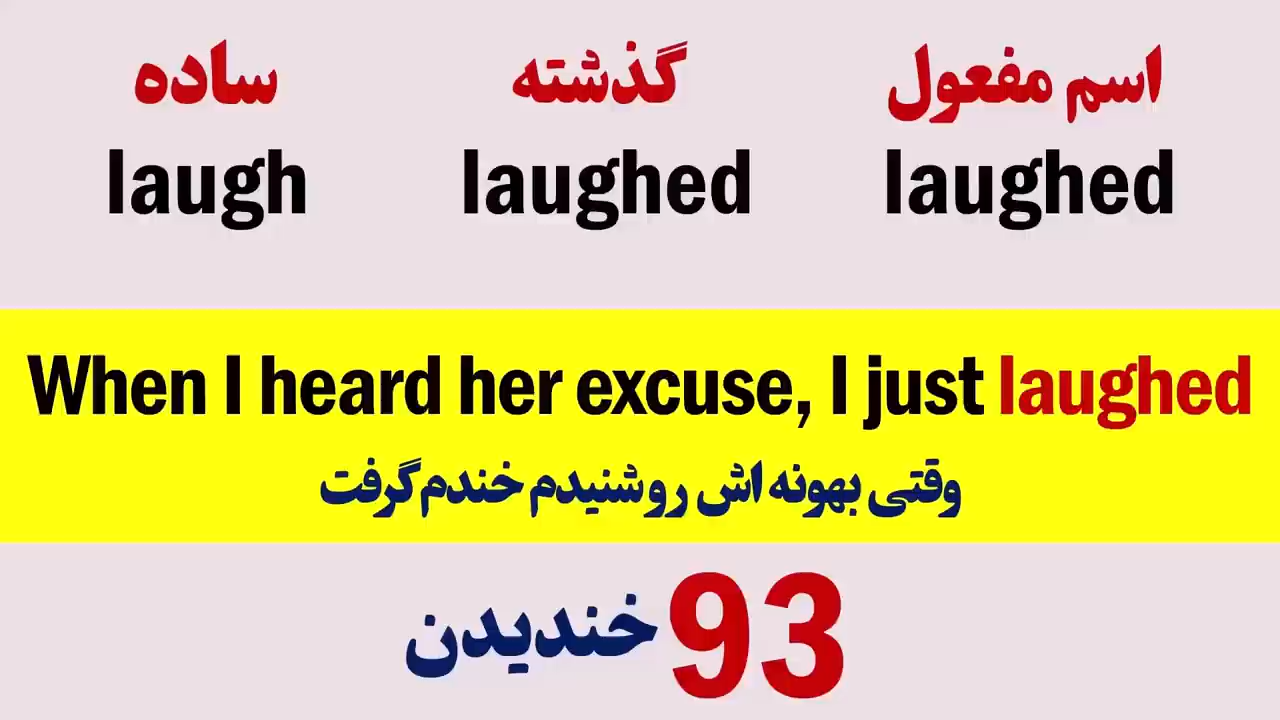 ساده گذشته اسم مفعول
laugh laughed laughed
When I heard her excuse, I just laughed
وقتی بهونه اش رو شنیدم خندم گرفت
93 خندیدن